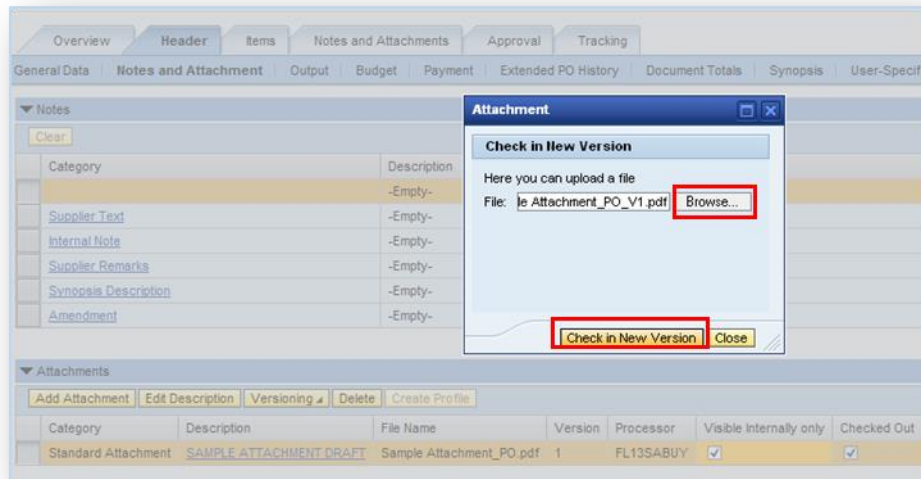 Overview Header Items Notes and Attachments Approval Tracking
General Data Notes and Attachment Output Budget Payment Extended PO History Document Totals Synopsis User-Specif
Notes
Clear
Category Description
-Empty-
Supplier Text -Empty-
Internal Note -Empty-
Supplier Remarks -Empty-
Synopsis Description -Empty-
Amendment -Empty-
Attachment
Check in New Version
Here you can upload a file
File: le Attachment_PO_V1.pdf Browse...
Check in New Version Close
Attachments
Add Attachment Edit Description Versioning Delete Create Profile
Category Description File Name Version Processor Visible Internally only Checked Out
Standard Attachment SAMPLE ATTACHMENT DRAFT Sample Attachment_PO.pdf 1 FL13SABUY